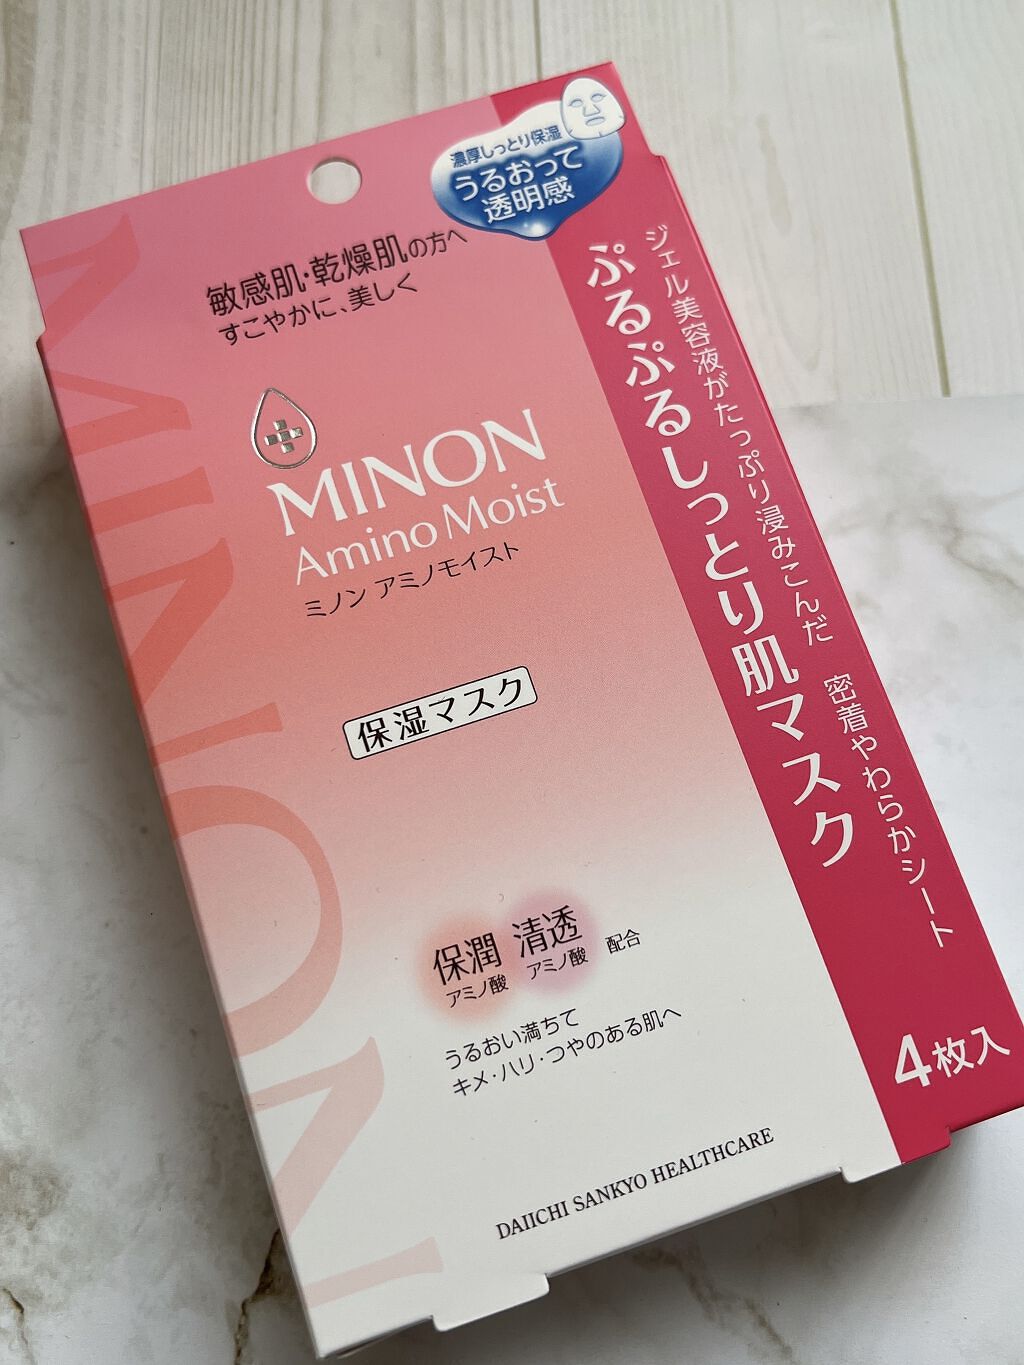 濃厚しっとり保湿
うるおって
透明感
敏感肌・乾燥肌の方へ
すこやかに、美しく
MINON
Amino Moist
ミノン アミノモイスト
保湿マスク
ジェル美容液がたっぷり浸みこんだ 密着やわらかシート
ぷるぷるしっとり肌マスク
保潤 清透
アミノ酸 アミノ酸 配合
うるおい満ちて
キメ・ハリ・つやのある肌へ
4枚入
DAIICHI SANKYO HEALTHCARE
MINON